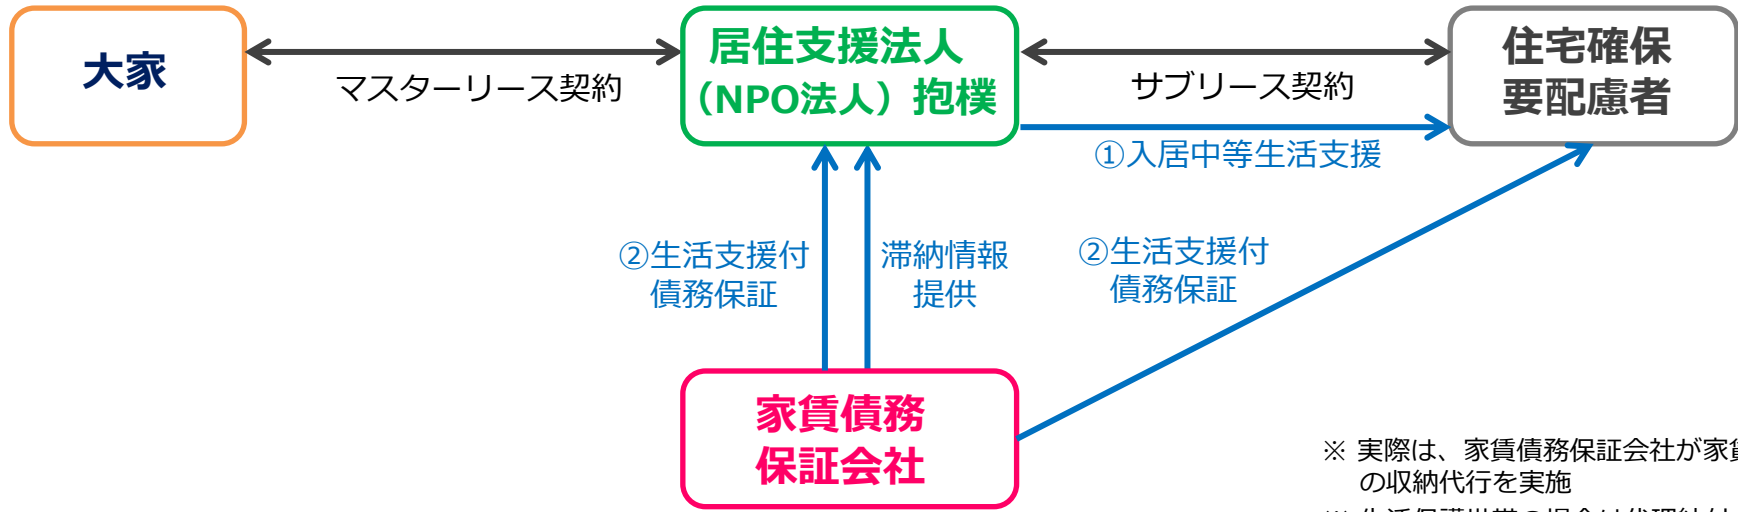 大家
マスターリース契約
居住支援法人
（NPO法人）抱樸
サブリース契約
住宅確保
要配慮者
①入居中等生活支援
②生活支援付
債務保証
滞納情報
提供
②生活支援付
債務保証
家賃債務
保証会社
※ 実際は、家賃債務保証会社が家賃
の収納代行を実施